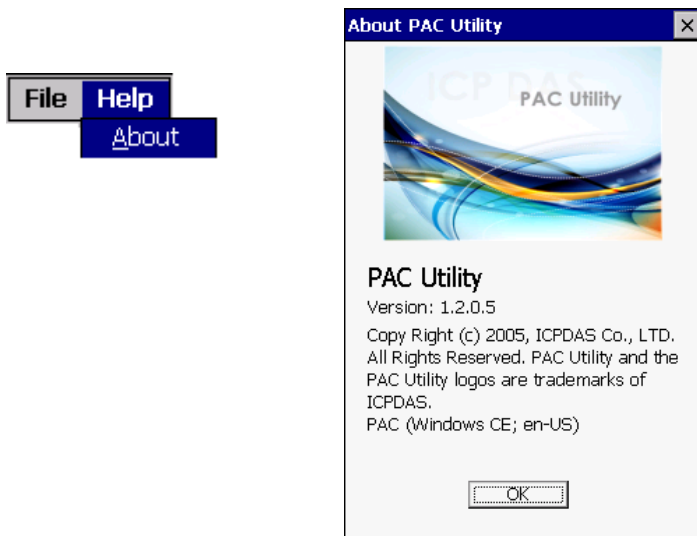 File Help
About
About PAC Utility
ICP DAS
PAC Utility
PAC Utility
Version: 1.2.0.5
Copy Right (c) 2005, ICPDAS Co., LTD.
All Rights Reserved. PAC Utility and the
PAC Utility logos are trademarks of
ICPDAS.
PAC (Windows CE; en-US)
OK